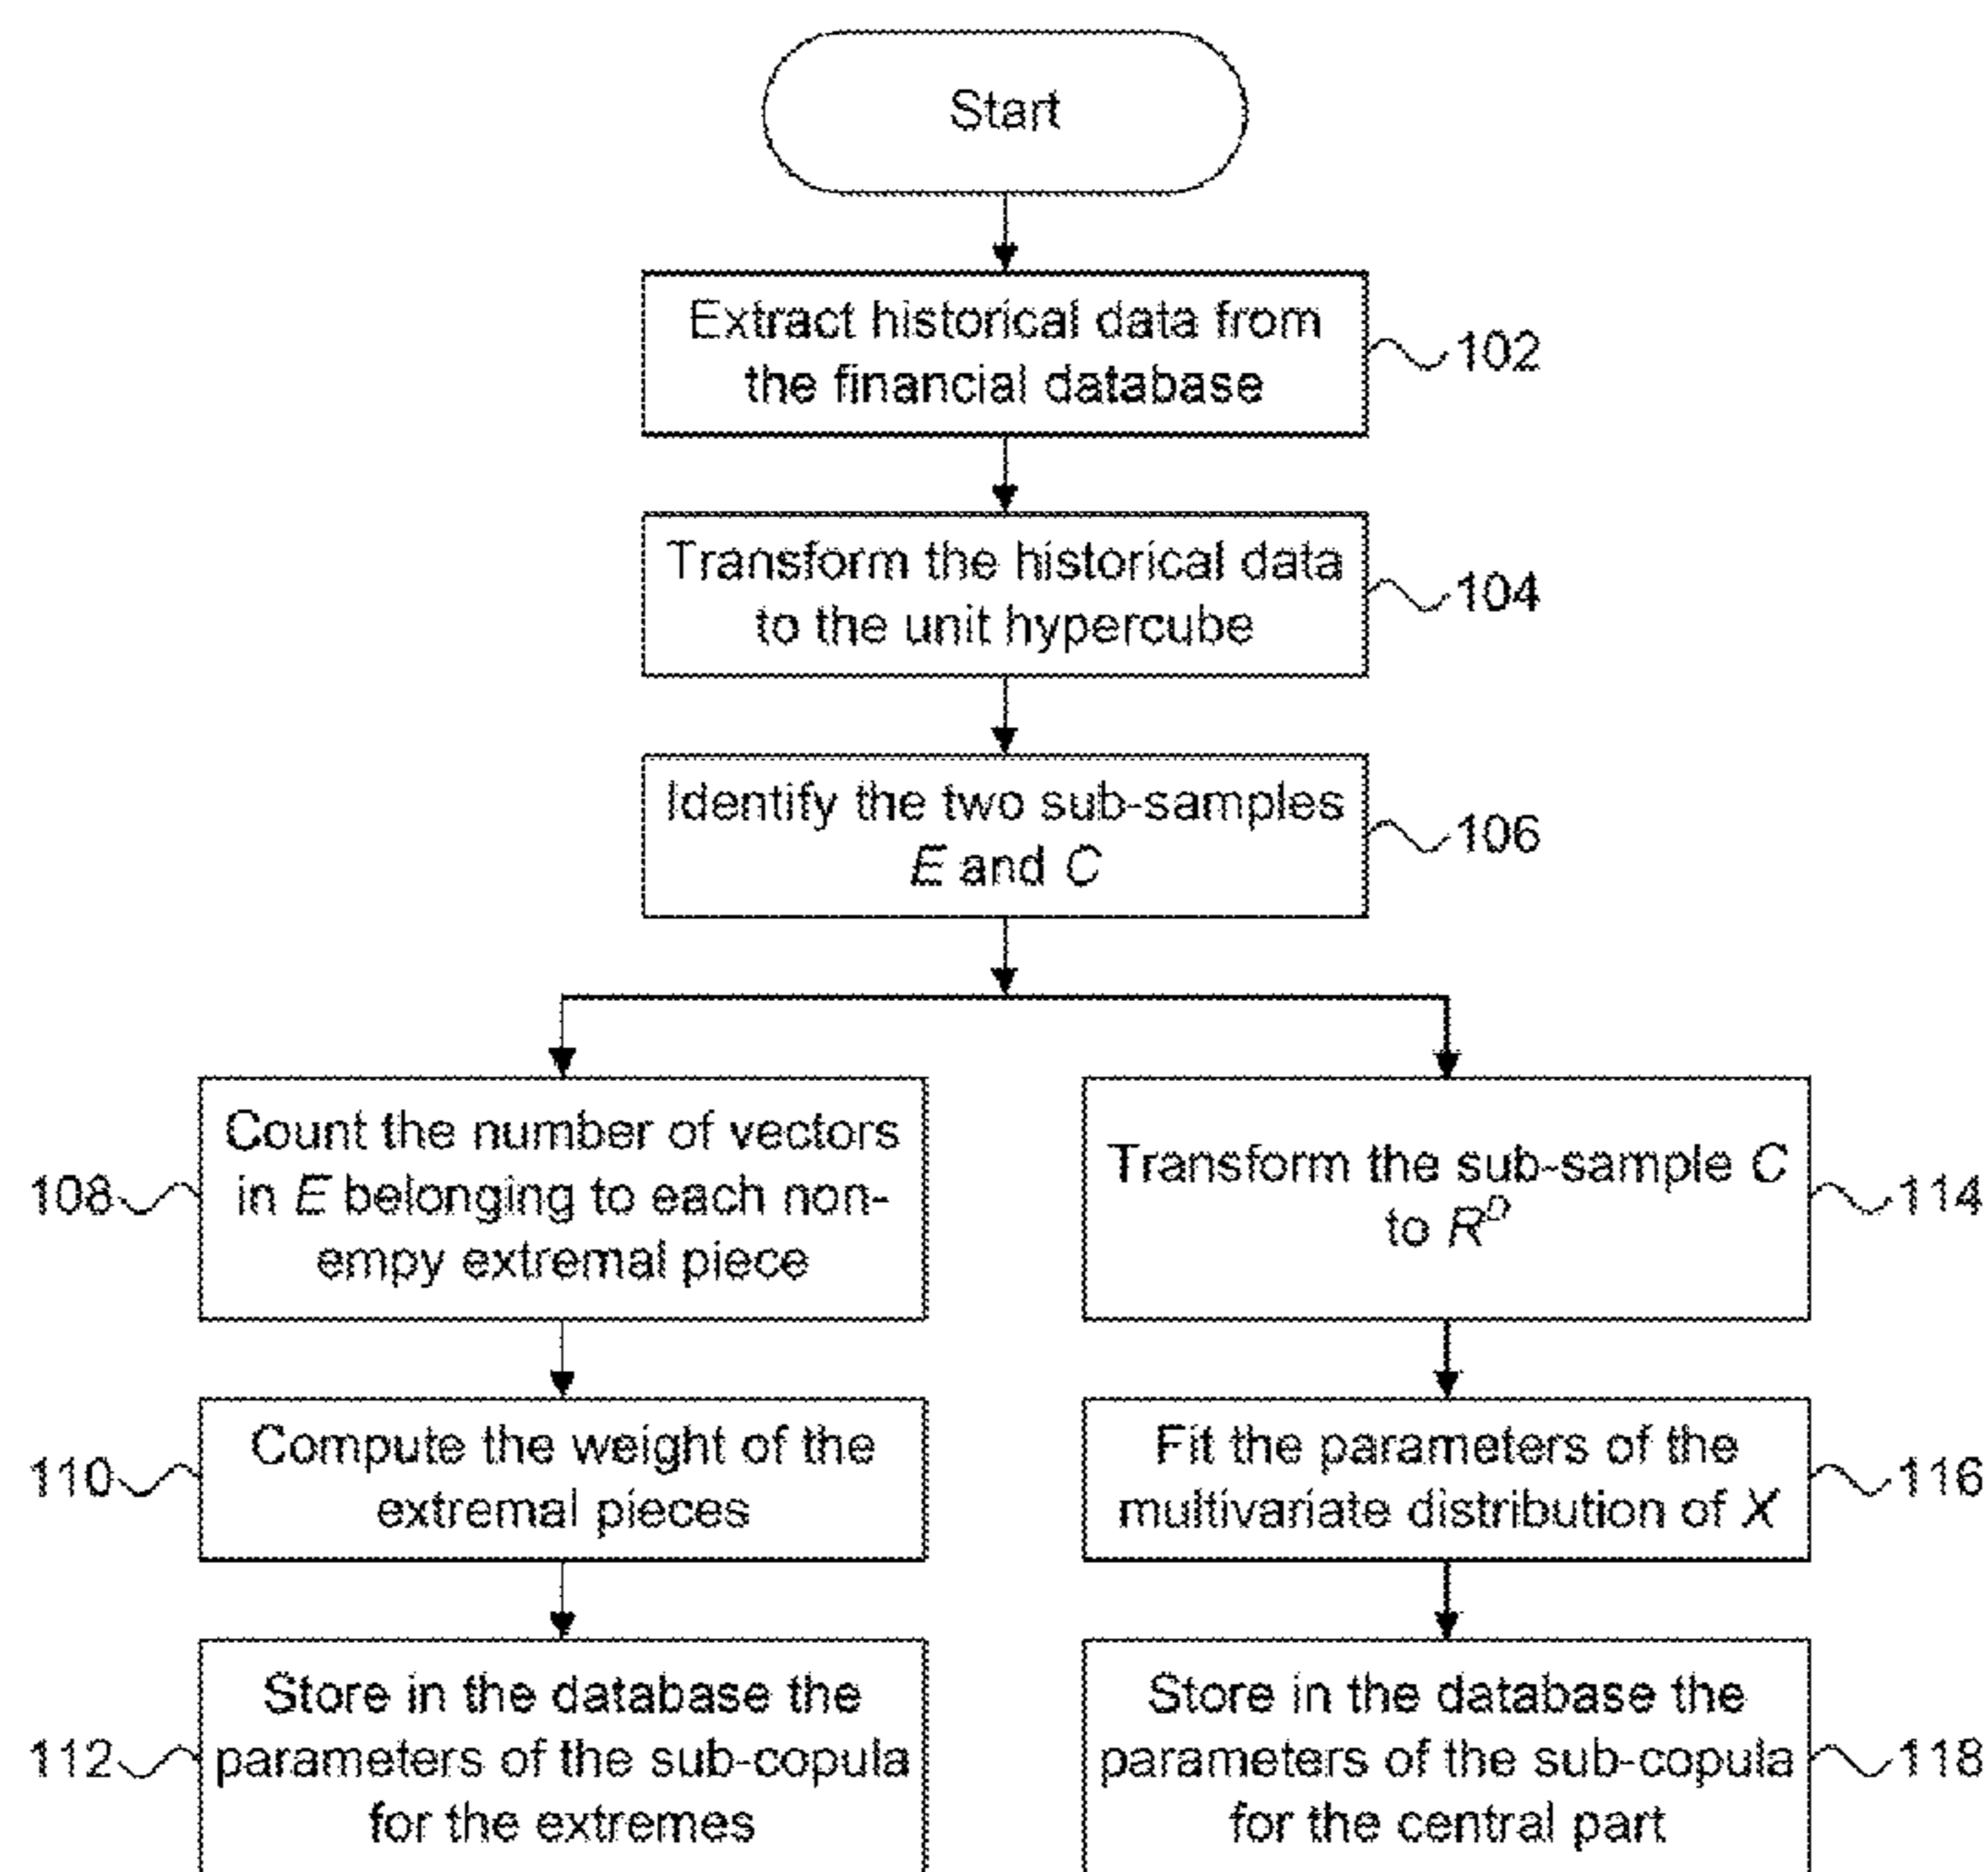 Start
Extract historical data from
the financial database
102
Transform the historical data
to the unit hypercube
104
Identify the two sub-samples
E and C
106
Count the number of vectors
in E belonging to each non-
empy extremal piece
108
Compute the weight of the
extremal pieces
110
Store in the database the
parameters of the sub-copula
for the extremes
112
Transform the sub-sample C
to R^D
114
Fit the parameters of the
multivariate distribution of X
116
Store in the database the
parameters of the sub-copula
for the central part
118